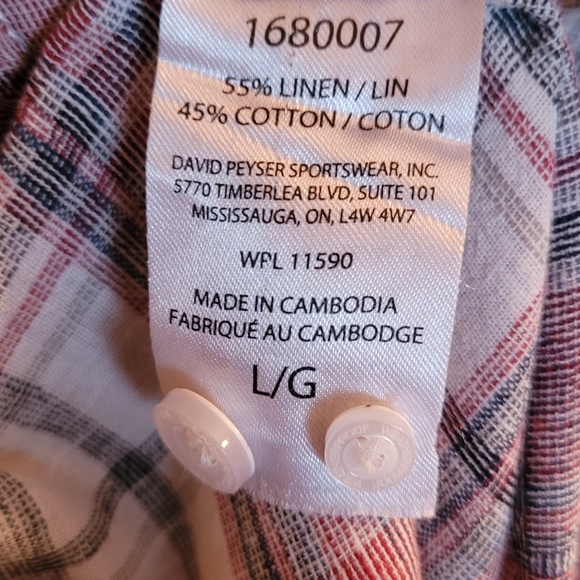 1680007
55% LINEN / LIN
45% COTTON / COTON
DAVID PEYSER SPORTSWEAR, INC.
5770 TIMBERLEA BLVD, SUITE 101
MISSISSAUGA, ON, L4W 4W7
WPL 11590
MADE IN CAMBODIA
FABRIQUÉ AU CAMBODGE
L/G